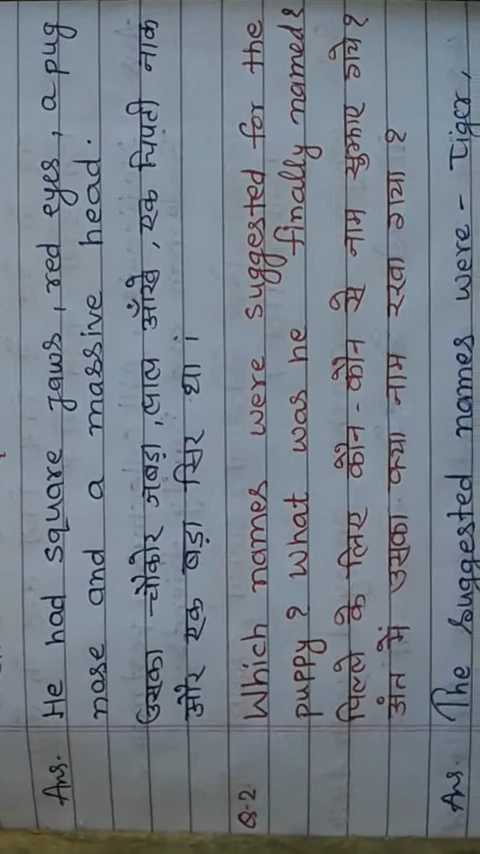 Ans. He had square jaws, red eyes, a pug
nose and a massive head.
उसका चौकोर जबड़ा, लाल आँखे, एक चिपटी नाक
और एक बड़ा सिर था।
Q.2 Which names were suggested for the
puppy? What was he finally named?
पिल्ले के लिए कौन-कौन से नाम सुझाए गये?
अंत में उसका क्या नाम रखा गया?
Ans. The suggested names were - Tiger,